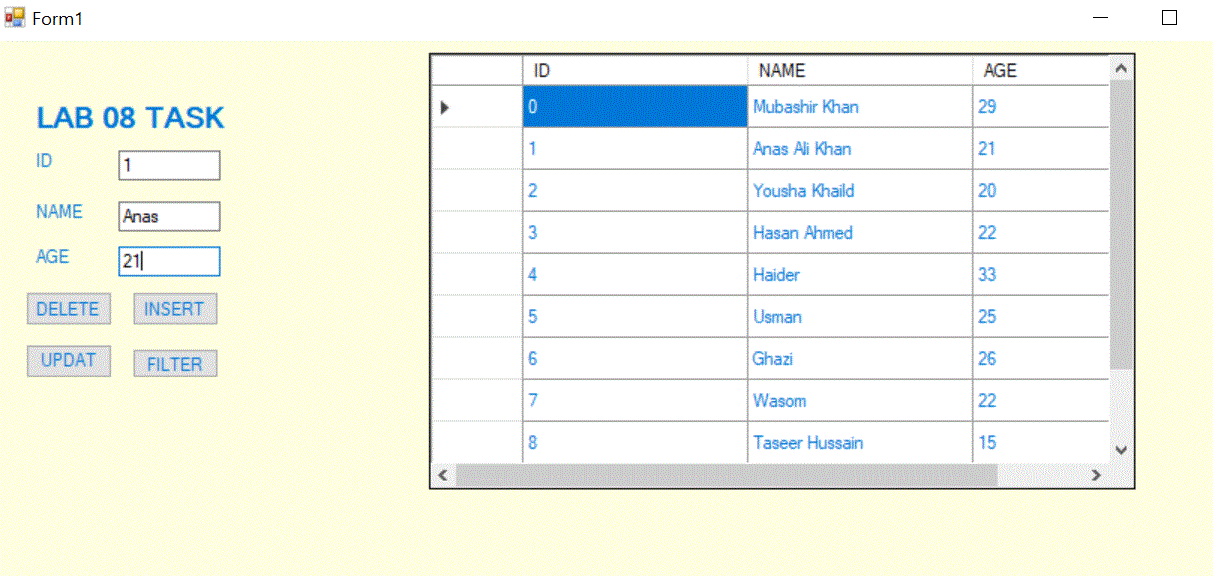 Form1
LAB 08 TASK
ID 1
NAME Anas
AGE 21
DELETE INSERT
UPDAT FILTER
ID NAME AGE
0 Mubashir Khan 29
1 Anas Ali Khan 21
2 Yousha Khaild 20
3 Hasan Ahmed 22
4 Haider 33
5 Usman 25
6 Ghazi 26
7 Wasom 22
8 Taseer Hussain 15